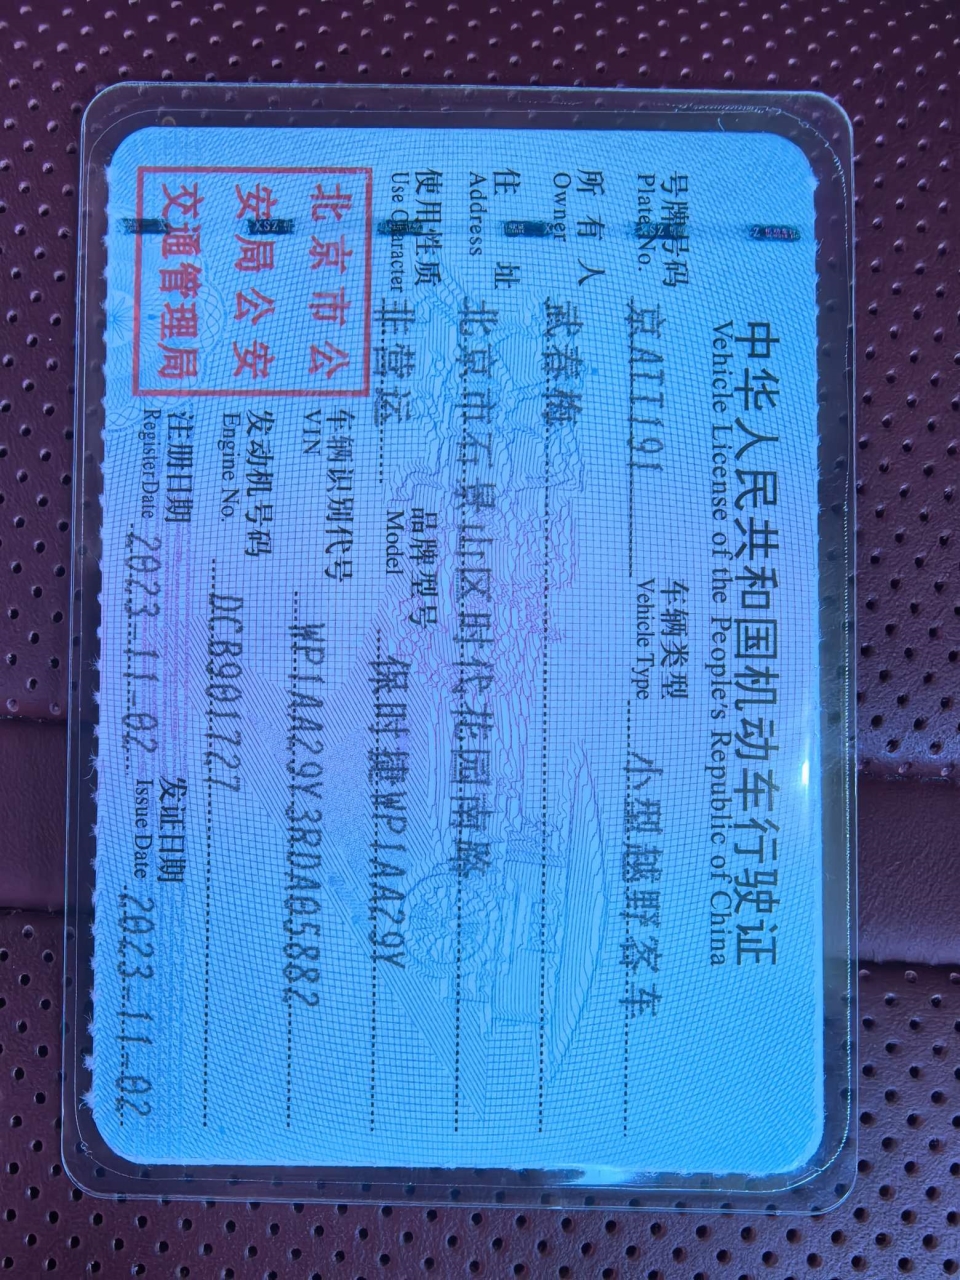 中华人民共和国机动车行驶证
Vehicle License of the People's Republic of China
号牌号码 京AII191 车辆类型 小型越野客车
Plate No. Vehicle Type
所有人 武春梅
Owner
住址 北京市石景山区时代花园南路
Address
使用性质 非营运 品牌型号 保时捷WP1AA29Y
Use Character Model
北京市公安局公安交通管理局
车辆识别代号 WP1AA29Y3RDA05882
VIN
发动机号码 DCB901727
Engine No.
注册日期 2023-11-02 发证日期 2023-11-02
Register Date Issue Date